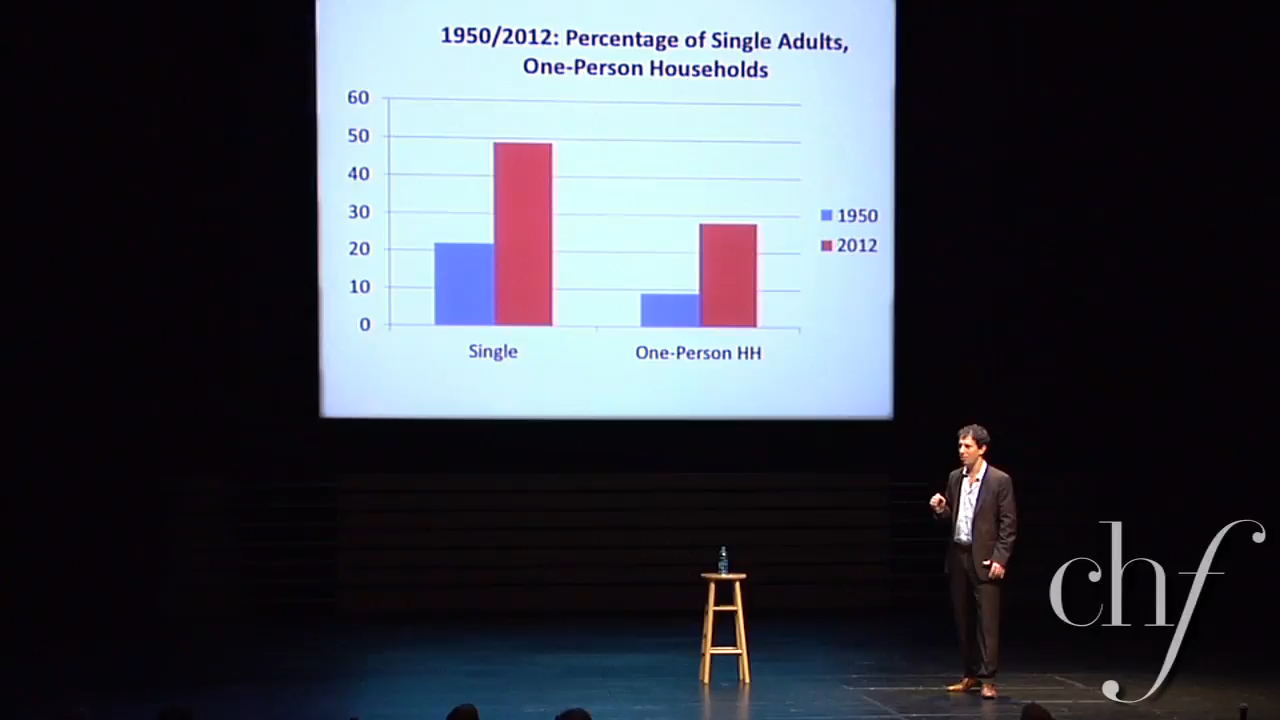 1950/2012: Percentage of Single Adults,
One-Person Households
60
50
40
30
20
10
0
1950
2012
Single
One-Person HH
chf